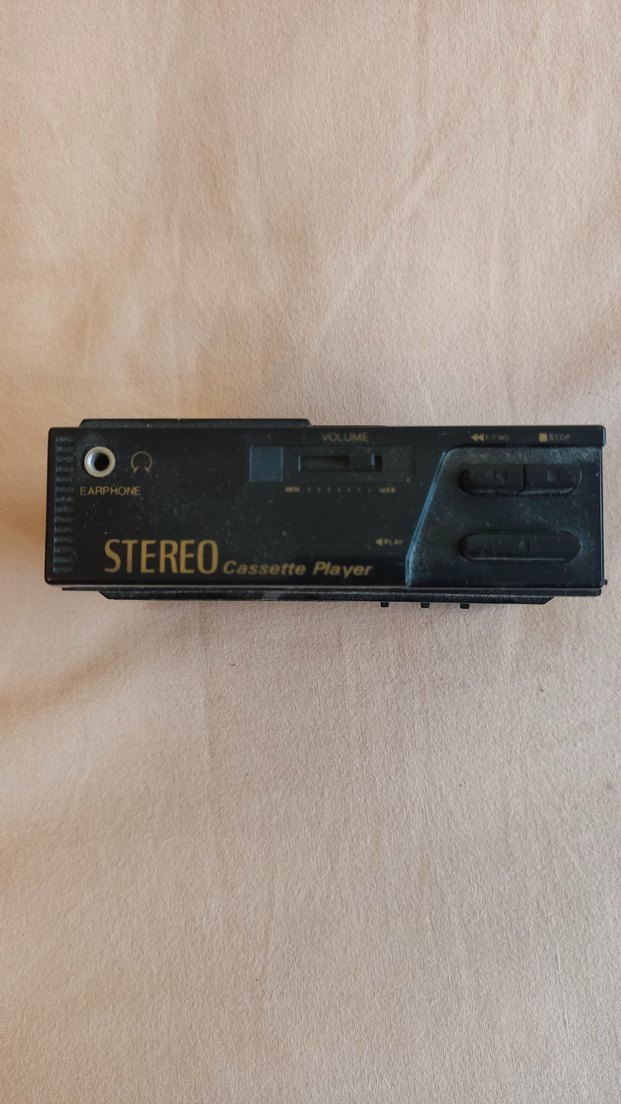 VOLUME
◀◀ F.FWD ■ STOP
EARPHONE
MIN MAX
◀ PLAY
STEREO Cassette Player